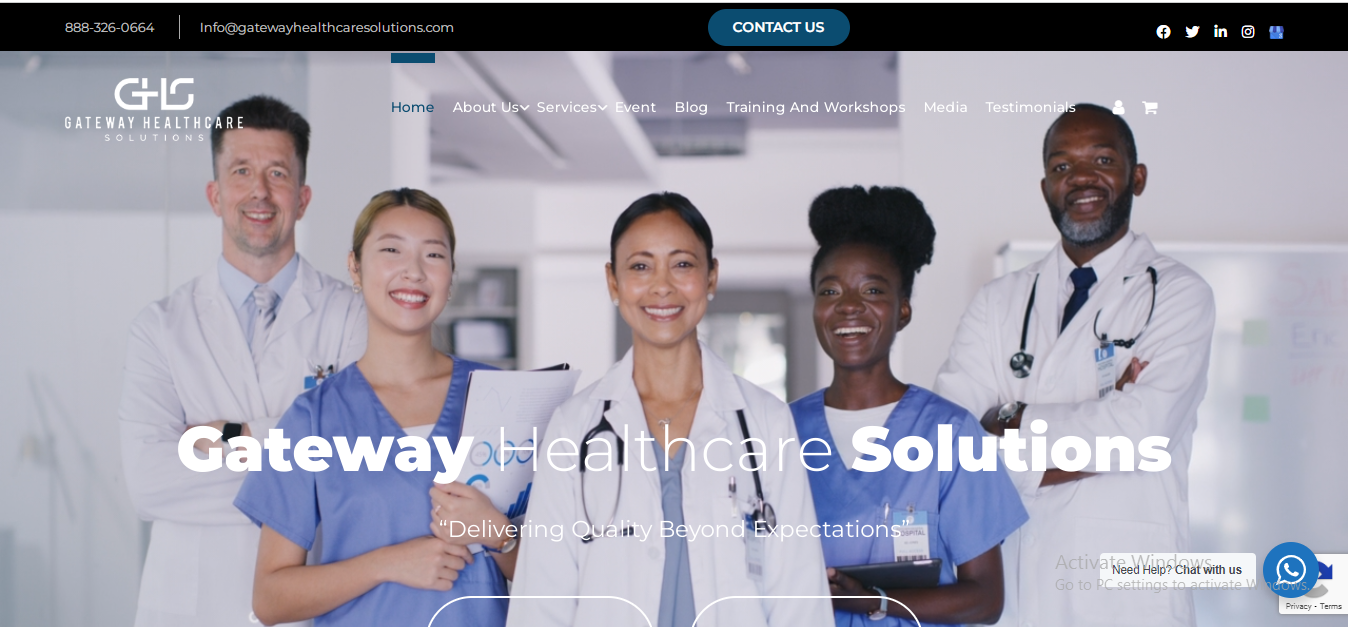 888-326-0664
Info@gatewayhealthcaresolutions.com
CONTACT US
GHS
GATEWAY HEALTHCARE
SOLUTIONS
Home About Us Services Event Blog Training And Workshops Media Testimonials
Gateway Healthcare Solutions
“Delivering Quality Beyond Expectations”
HOSPITAL
Activate Windows
Go to PC settings to activate Windows.
Need Help? Chat with us
Privacy - Terms